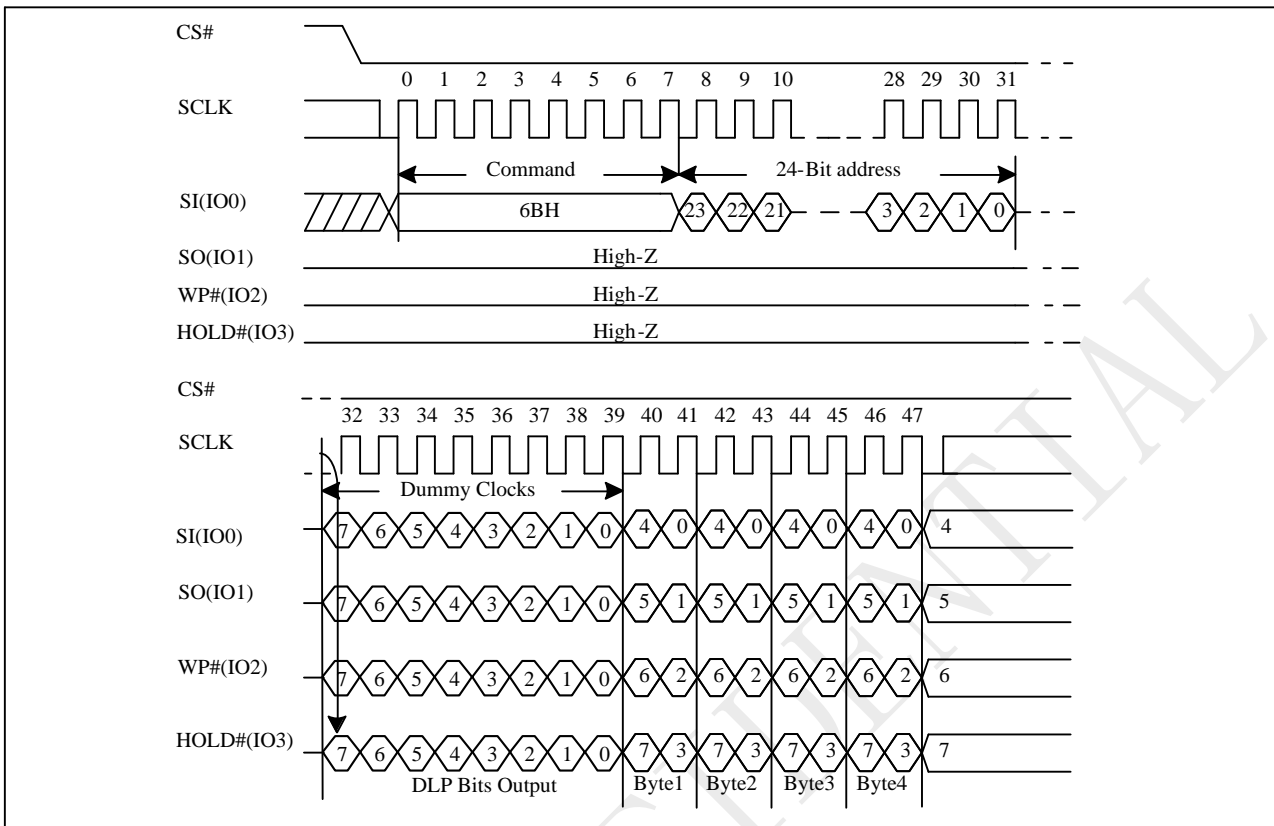 CS#
0 1 2 3 4 5 6 7 8 9 10 28 29 30 31
SCLK
Command 24-Bit address
SI(IO0) 6BH 23 22 21 3 2 1 0
SO(IO1) High-Z
WP#(IO2) High-Z
HOLD#(IO3) High-Z
CS#
32 33 34 35 36 37 38 39 40 41 42 43 44 45 46 47
SCLK
Dummy Clocks
SI(IO0) 7 6 5 4 3 2 1 0 4 0 4 0 4 0 4 0 4
SO(IO1) 7 6 5 4 3 2 1 0 5 1 5 1 5 1 5 1 5
WP#(IO2) 7 6 5 4 3 2 1 0 6 2 6 2 6 2 6 2 6
HOLD#(IO3) 7 6 5 4 3 2 1 0 7 3 7 3 7 3 7 3 7
DLP Bits Output Byte1 Byte2 Byte3 Byte4